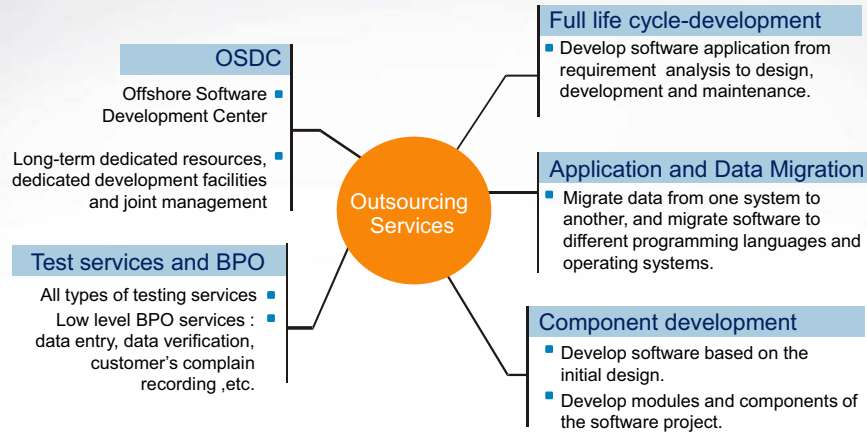 OSDC
Offshore Software
Development Center
Long-term dedicated resources,
dedicated development facilities
and joint management
Test services and BPO
All types of testing services
Low level BPO services :
data entry, data verification,
customer's complain
recording ,etc.
Outsourcing
Services
Full life cycle-development
Develop software application from
requirement analysis to design,
development and maintenance.
Application and Data Migration
Migrate data from one system to
another, and migrate software to
different programming languages and
operating systems.
Component development
Develop software based on the
initial design.
Develop modules and components of
the software project.